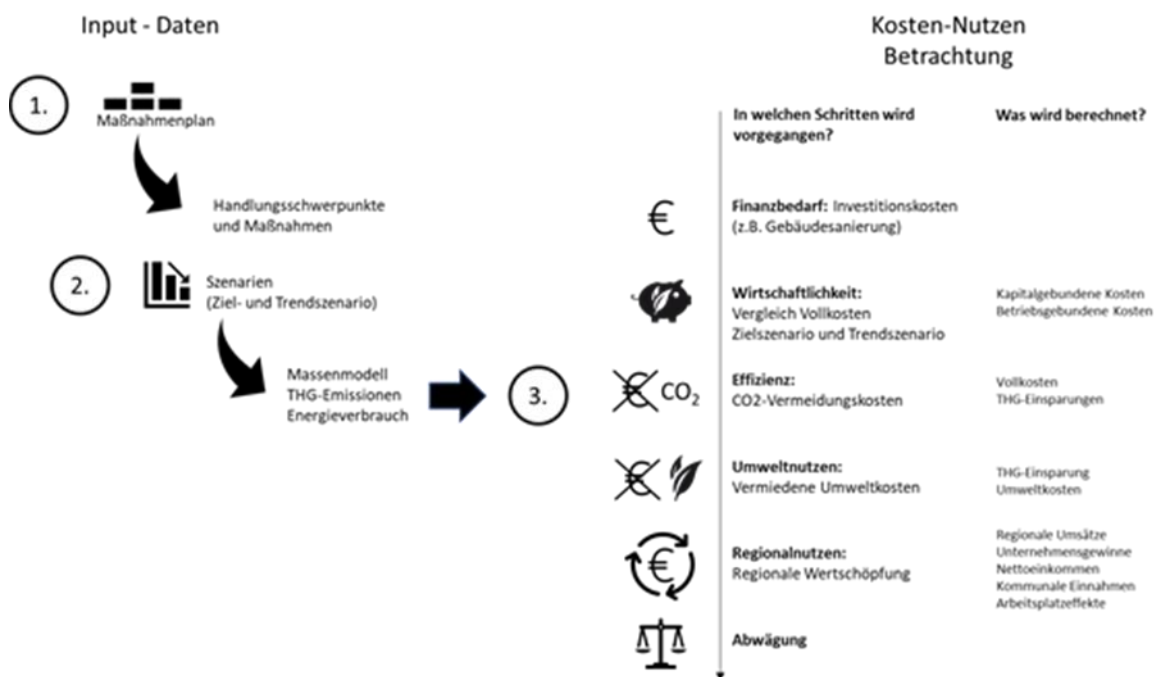 Input - Daten
1.
Maßnahmenplan
Handlungsschwerpunkte
und Maßnahmen
2.
Szenarien
(Ziel- und Trendszenario)
Massenmodell
THG-Emissionen
Energieverbrauch
3.
Kosten-Nutzen
Betrachtung
In welchen Schritten wird
vorgegangen?
Was wird berechnet?
€
Finanzbedarf: Investitionskosten
(z.B. Gebäudesanierung)
Wirtschaftlichkeit:
Vergleich Vollkosten
Zielszenario und Trendszenario
Kapitalgebundene Kosten
Betriebsgebundene Kosten
€ CO₂
Effizienz:
CO2-Vermeidungskosten
Vollkosten
THG-Einsparungen
€
Umweltnutzen:
Vermiedene Umweltkosten
THG-Einsparung
Umweltkosten
€
Regionalnutzen:
Regionale Wertschöpfung
Regionale Umsätze
Unternehmensgewinne
Nettoeinkommen
Kommunale Einnahmen
Arbeitsplatzeffekte
Abwägung